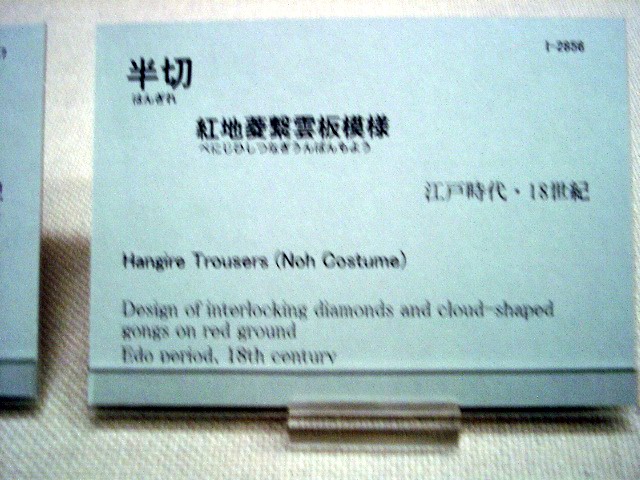 I-2856
半切
はんぎれ
紅地菱繋雲板模様
べにじひしつなぎうんぱんもよう
江戸時代・18世紀
Hangire Trousers (Noh Costume)
Design of interlocking diamonds and cloud-shaped
gongs on red ground
Edo period, 18th century